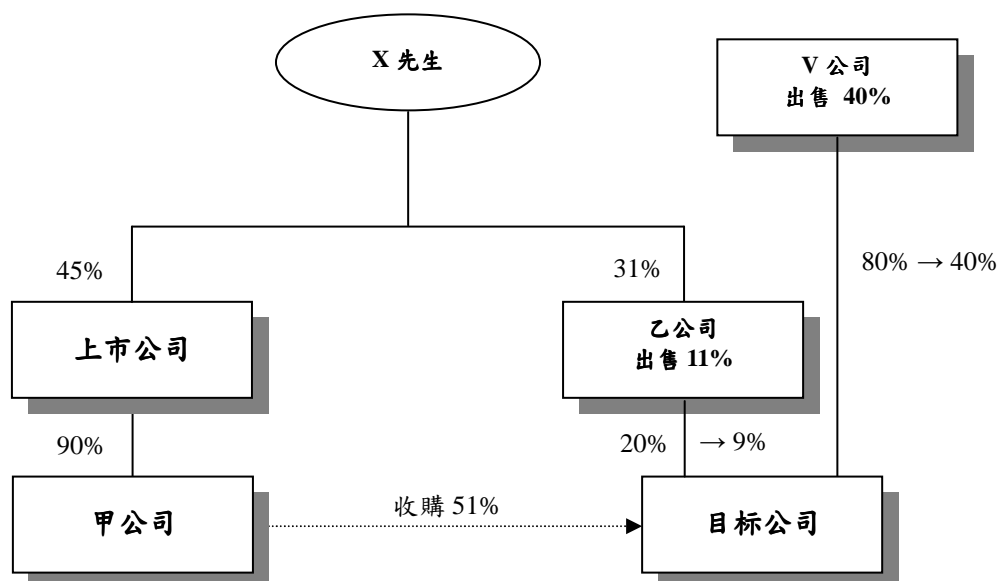 X 先生
V 公司
出售 40%
45%
31%
80% → 40%
上市公司
乙公司
出售 11%
90%
20% → 9%
甲公司
收購 51%
目标公司